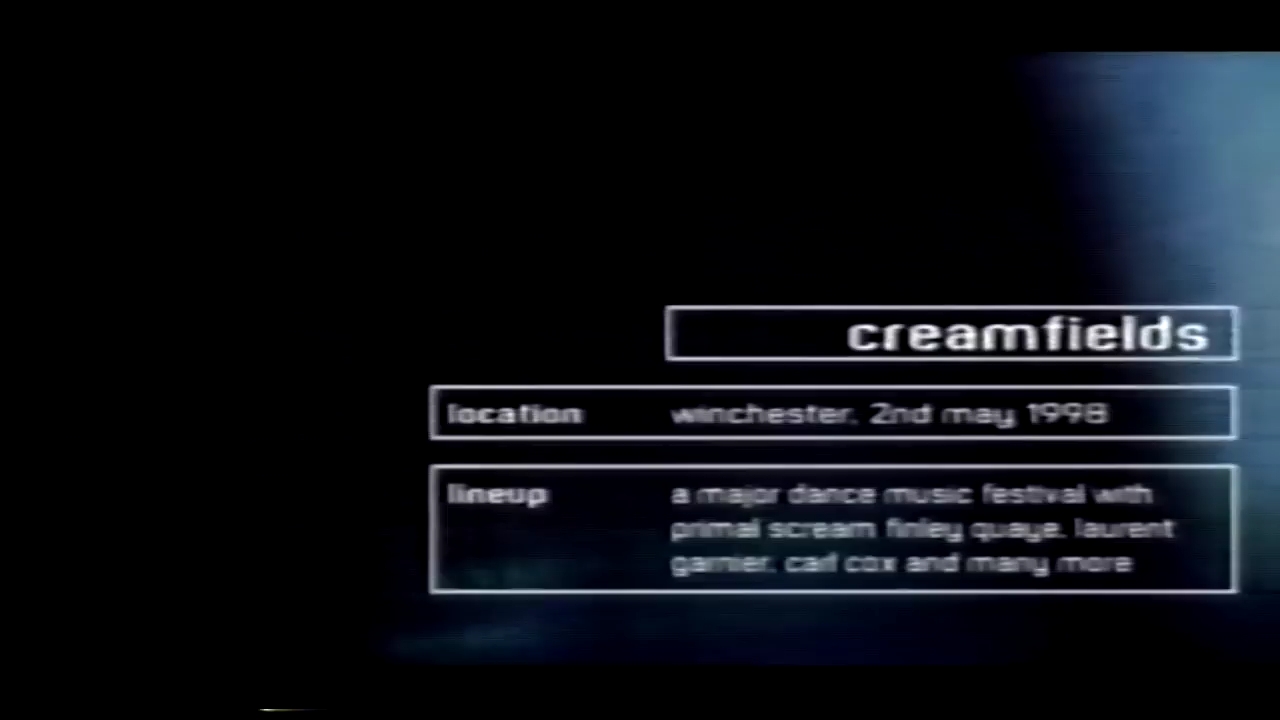 creamfields
location winchester, 2nd may 1998
lineup a major dance music festival with
primal scream finley quaye, laurent
garnier, carl cox and many more